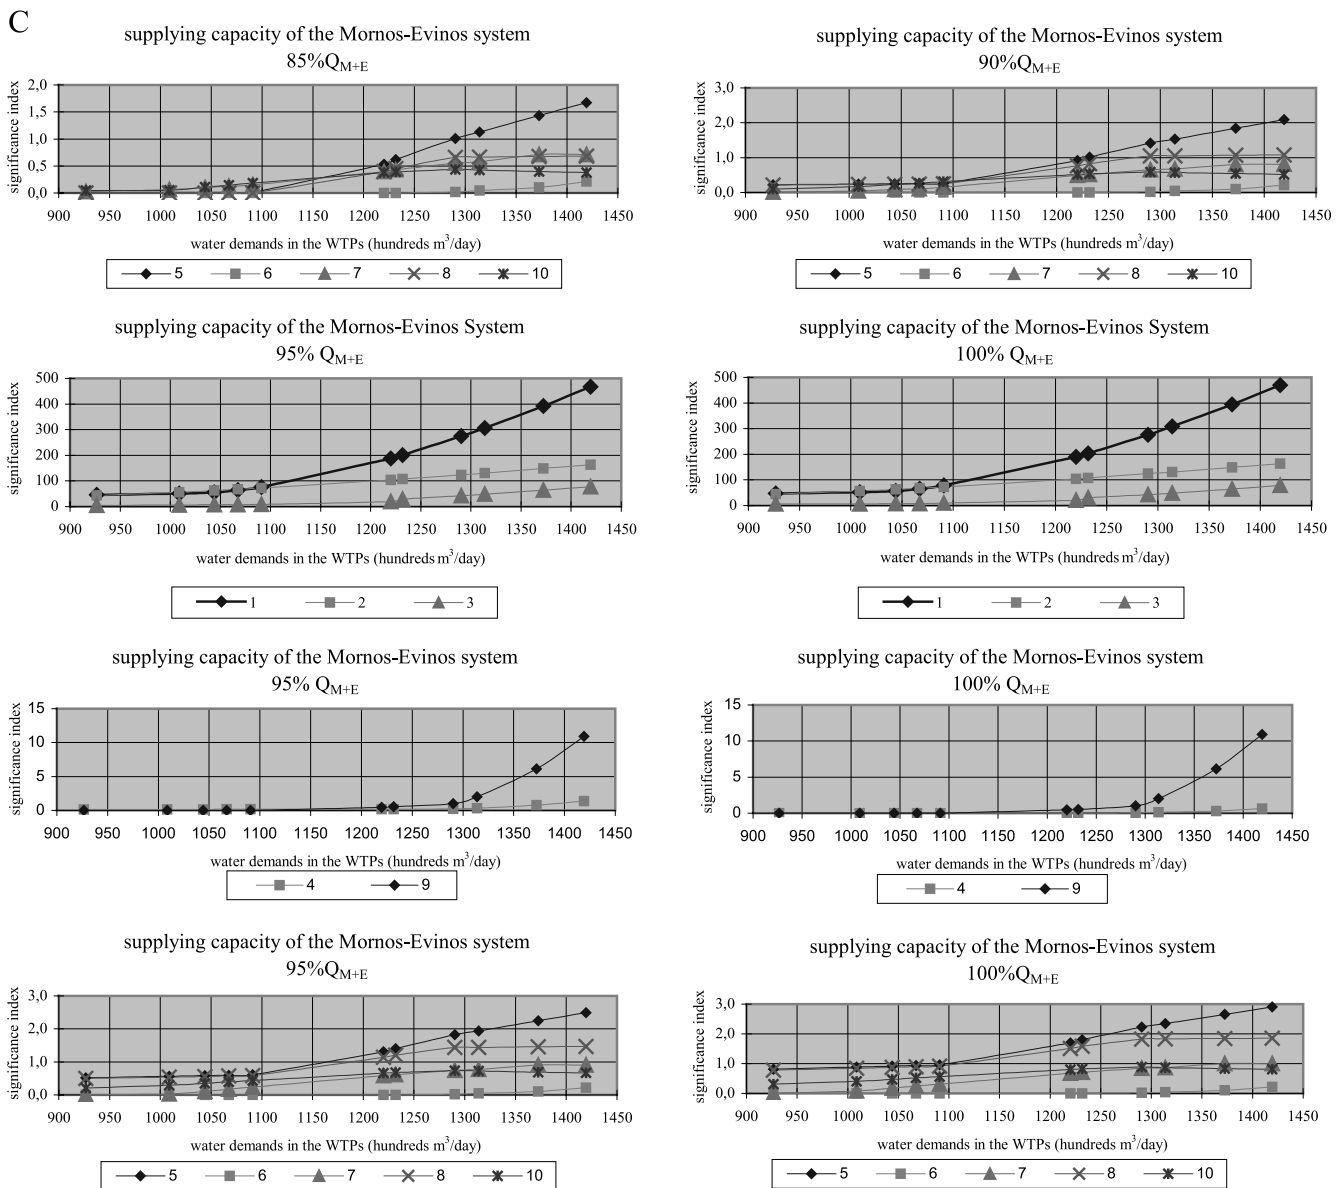 C
supplying capacity of the Mornos-Evinos system
85%Q_M+E
significance index
2,0
1,5
1,0
0,5
0,0
900 950 1000 1050 1100 1150 1200 1250 1300 1350 1400 1450
water demands in the WTPs (hundreds m³/day)
5 6 7 8 10
supplying capacity of the Mornos-Evinos system
90%Q_M+E
significance index
3,0
2,0
1,0
0,0
900 950 1000 1050 1100 1150 1200 1250 1300 1350 1400 1450
water demands in the WTPs (hundreds m³/day)
5 6 7 8 10
supplying capacity of the Mornos-Evinos System
95% Q_M+E
significance index
500
400
300
200
100
0
900 950 1000 1050 1100 1150 1200 1250 1300 1350 1400 1450
water demands in the WTPs (hundreds m³/day)
1 2 3
supplying capacity of the Mornos-Evinos System
100% Q_M+E
significance index
500
400
300
200
100
0
900 950 1000 1050 1100 1150 1200 1250 1300 1350 1400 1450
water demands in the WTPs (hundreds m³/day)
1 2 3
supplying capacity of the Mornos-Evinos system
95% Q_M+E
significance index
15
10
5
0
900 950 1000 1050 1100 1150 1200 1250 1300 1350 1400 1450
water demands in the WTPs (hundreds m³/day)
4 9
supplying capacity of the Mornos-Evinos system
100% Q_M+E
significance index
15
10
5
0
900 950 1000 1050 1100 1150 1200 1250 1300 1350 1400 1450
water demands in the WTPs (hundreds m³/day)
4 9
supplying capacity of the Mornos-Evinos system
95%Q_M+E
significance index
3,0
2,0
1,0
0,0
900 950 1000 1050 1100 1150 1200 1250 1300 1350 1400 1450
water demands in the WTPs (hundreds m³/day)
5 6 7 8 10
supplying capacity of the Mornos-Evinos system
100%Q_M+E
significance index
3,0
2,0
1,0
0,0
900 950 1000 1050 1100 1150 1200 1250 1300 1350 1400 1450
water demands in the WTPs (hundreds m³/day)
5 6 7 8 10